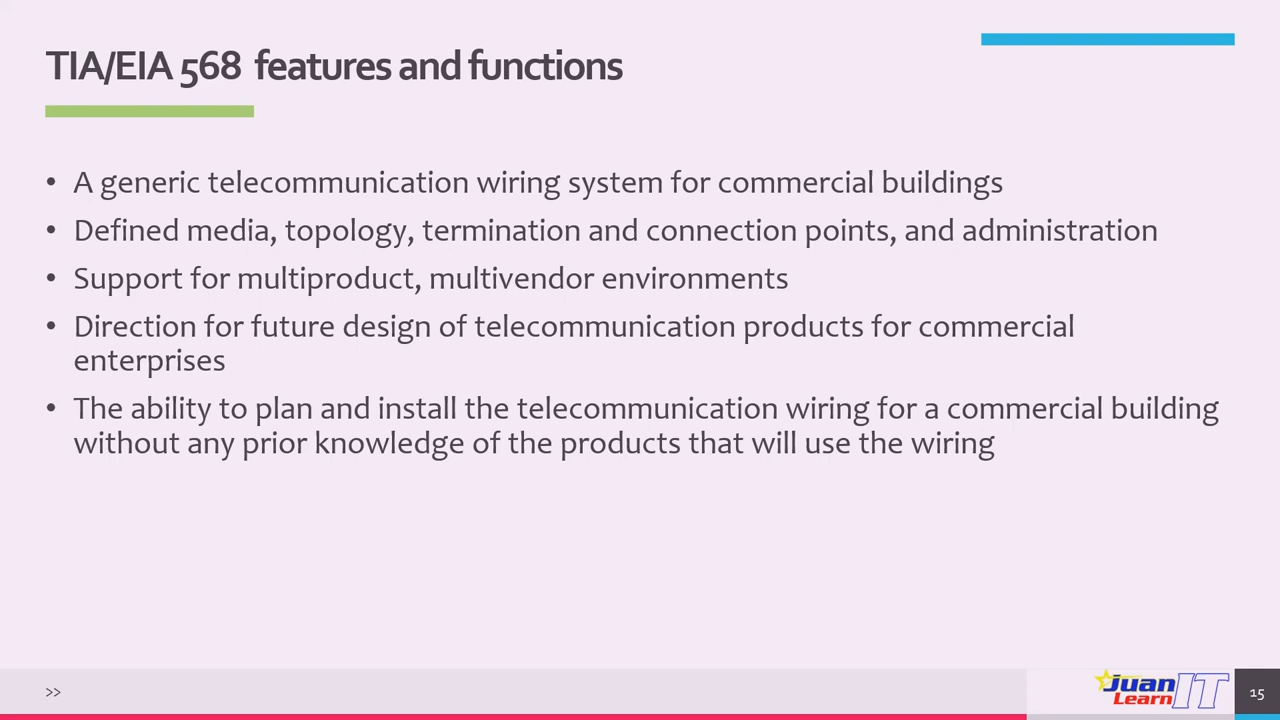 TIA/EIA 568 features and functions
• A generic telecommunication wiring system for commercial buildings
• Defined media, topology, termination and connection points, and administration
• Support for multiproduct, multivendor environments
• Direction for future design of telecommunication products for commercial
enterprises
• The ability to plan and install the telecommunication wiring for a commercial building
without any prior knowledge of the products that will use the wiring
>>
Juan
Learn IT
15